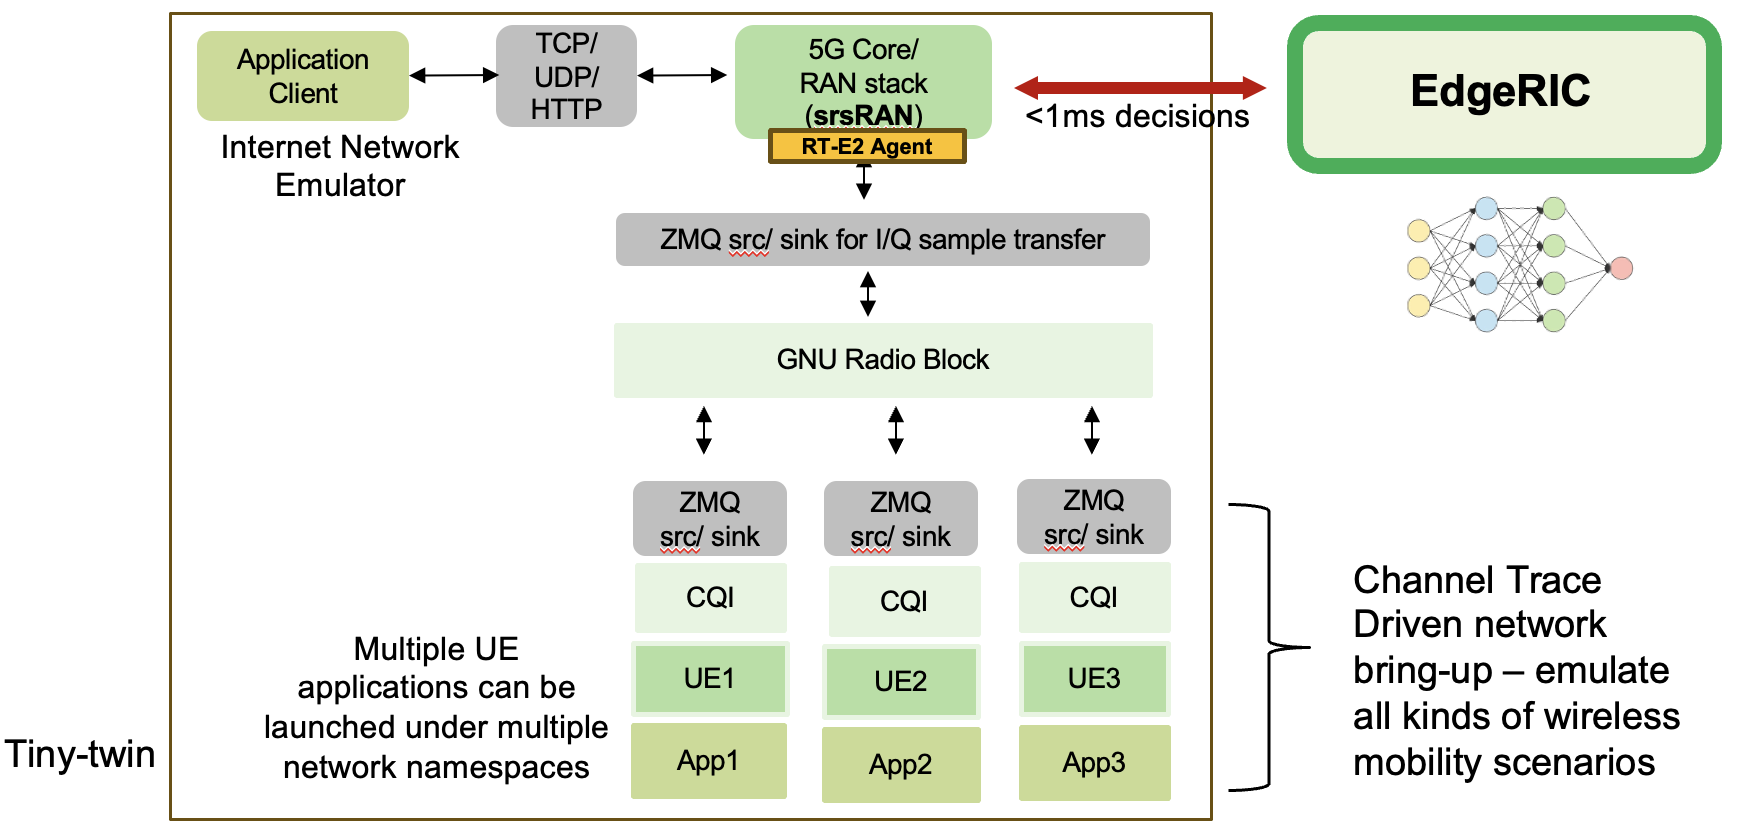 Application
Client
TCP/
UDP/
HTTP
5G Core/
RAN stack
(srsRAN)
RT-E2 Agent
<1ms decisions
EdgeRIC
Internet Network
Emulator
ZMQ src/ sink for I/Q sample transfer
GNU Radio Block
ZMQ
src/ sink
ZMQ
src/ sink
ZMQ
src/ sink
CQI
CQI
CQI
UE1
UE2
UE3
App1
App2
App3
Multiple UE
applications can be
launched under multiple
network namespaces
Tiny-twin
Channel Trace
Driven network
bring-up – emulate
all kinds of wireless
mobility scenarios